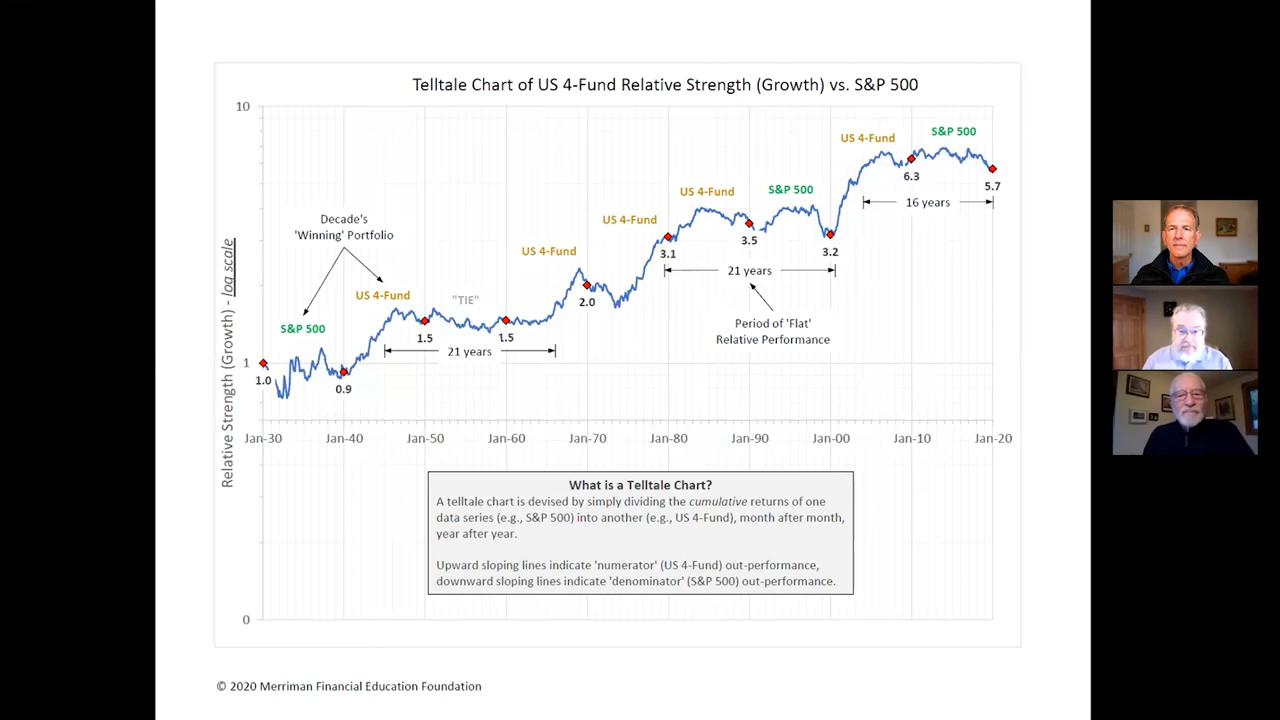 Telltale Chart of US 4-Fund Relative Strength (Growth) vs. S&P 500
Relative Strength (Growth) - log scale
10
1
0
Decade's
'Winning' Portfolio
S&P 500
US 4-Fund
"TIE"
US 4-Fund
US 4-Fund
US 4-Fund
S&P 500
US 4-Fund
S&P 500
1.0
0.9
1.5
1.5
2.0
3.1
3.5
3.2
6.3
5.7
21 years
21 years
16 years
Period of 'Flat'
Relative Performance
Jan-30
Jan-40
Jan-50
Jan-60
Jan-70
Jan-80
Jan-90
Jan-00
Jan-10
Jan-20
What is a Telltale Chart?
A telltale chart is devised by simply dividing the cumulative returns of one
data series (e.g., S&P 500) into another (e.g., US 4-Fund), month after month,
year after year.
Upward sloping lines indicate 'numerator' (US 4-Fund) out-performance,
downward sloping lines indicate 'denominator' (S&P 500) out-performance.
© 2020 Merriman Financial Education Foundation